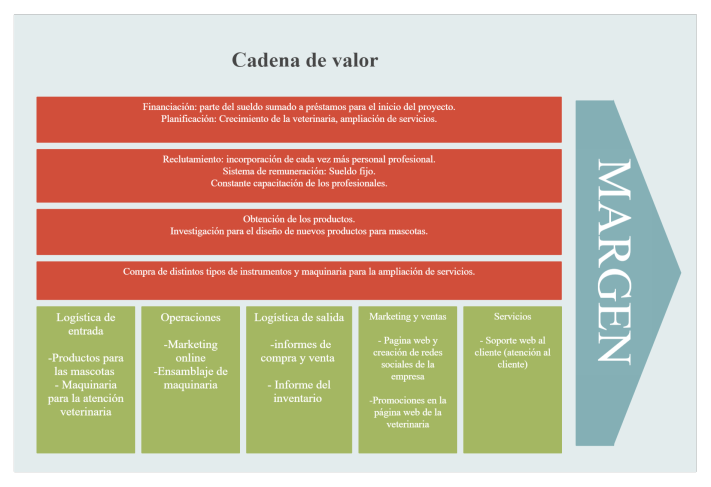 Cadena de valor
Financiación: parte del sueldo sumado a préstamos para el inicio del proyecto.
Planificación: Crecimiento de la veterinaria, ampliación de servicios.
Reclutamiento: incorporación de cada vez más personal profesional.
Sistema de remuneración: Sueldo fijo.
Constante capacitación de los profesionales.
Obtención de los productos.
Investigación para el diseño de nuevos productos para mascotas.
Compra de distintos tipos de instrumentos y maquinaria para la ampliación de servicios.
Logística de
entrada
-Productos para
las mascotas
- Maquinaria
para la atención
veterinaria
Operaciones
-Marketing
online
-Ensamblaje de
maquinaria
Logística de salida
-informes de
compra y venta
- Informe del
inventario
Marketing y ventas
- Pagina web y
creación de redes
sociales de la
empresa
-Promociones en la
página web de la
veterinaria
Servicios
- Soporte web al
cliente (atención al
cliente)
MARGEN